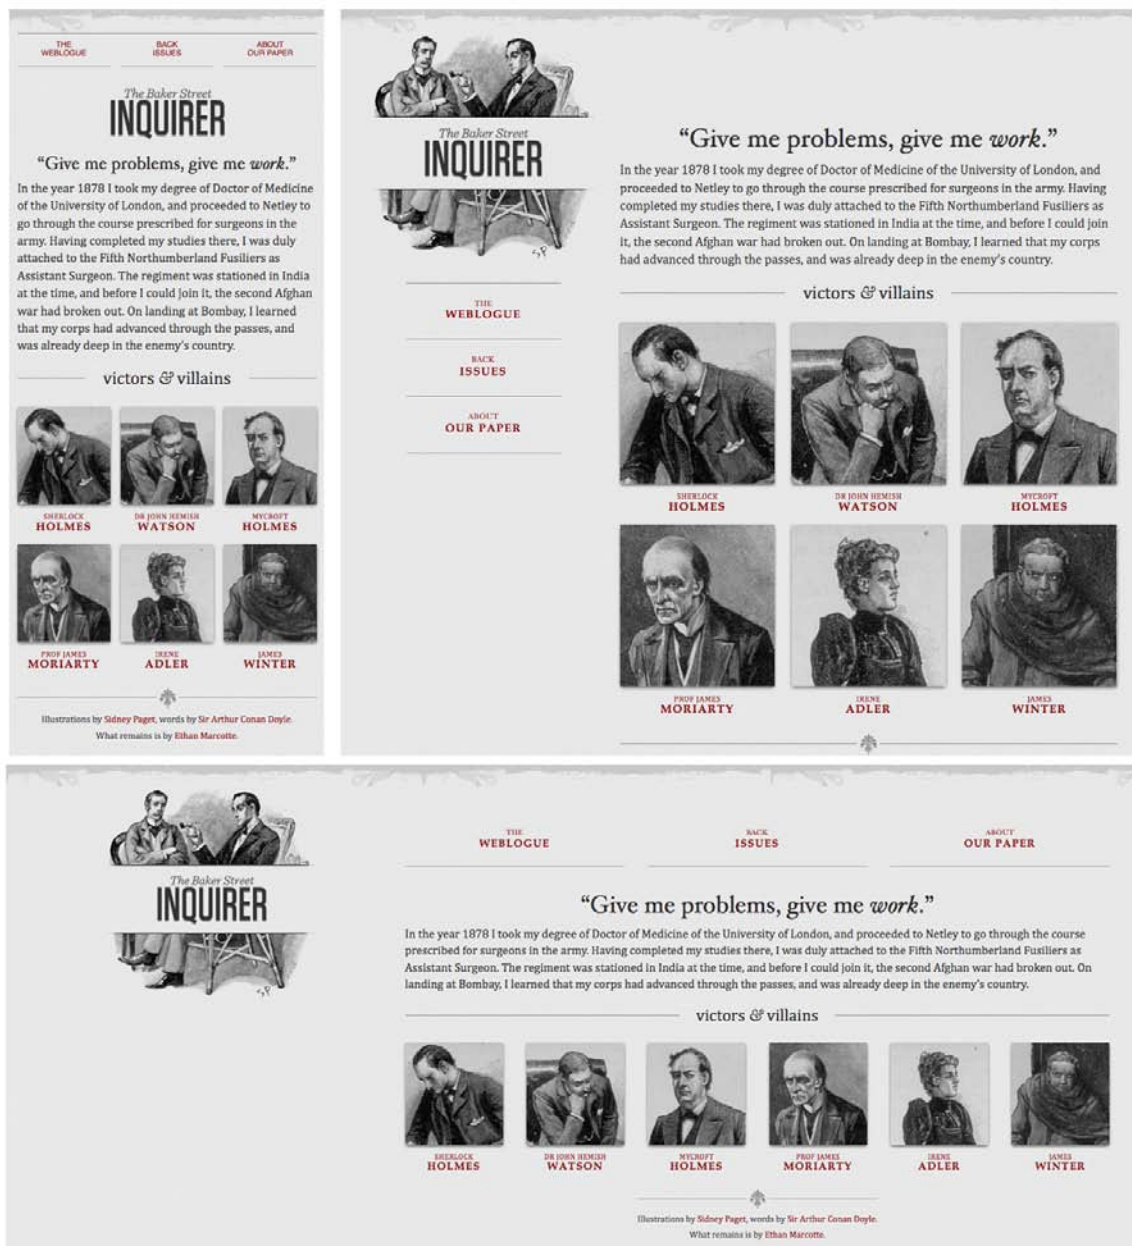 THE
WEBLOGUE
BACK
ISSUES
ABOUT
OUR PAPER
The Baker Street
INQUIRER
“Give me problems, give me work.”
In the year 1878 I took my degree of Doctor of Medicine
of the University of London, and proceeded to Netley to
go through the course prescribed for surgeons in the
army. Having completed my studies there, I was duly
attached to the Fifth Northumberland Fusiliers as
Assistant Surgeon. The regiment was stationed in India
at the time, and before I could join it, the second Afghan
war had broken out. On landing at Bombay, I learned
that my corps had advanced through the passes, and
was already deep in the enemy’s country.
victors & villains
SHERLOCK
HOLMES
DR JOHN HEMISH
WATSON
MYCROFT
HOLMES
PROF JAMES
MORIARTY
IRENE
ADLER
JAMES
WINTER
Illustrations by Sidney Paget, words by Sir Arthur Conan Doyle.
What remains is by Ethan Marcotte.
The Baker Street
INQUIRER
SP
THE
WEBLOGUE
BACK
ISSUES
ABOUT
OUR PAPER
“Give me problems, give me work.”
In the year 1878 I took my degree of Doctor of Medicine of the University of London, and
proceeded to Netley to go through the course prescribed for surgeons in the army. Having
completed my studies there, I was duly attached to the Fifth Northumberland Fusiliers as
Assistant Surgeon. The regiment was stationed in India at the time, and before I could join
it, the second Afghan war had broken out. On landing at Bombay, I learned that my corps
had advanced through the passes, and was already deep in the enemy’s country.
victors & villains
SHERLOCK
HOLMES
DR JOHN HEMISH
WATSON
MYCROFT
HOLMES
PROF JAMES
MORIARTY
IRENE
ADLER
JAMES
WINTER
The Baker Street
INQUIRER
SP
THE
WEBLOGUE
BACK
ISSUES
ABOUT
OUR PAPER
“Give me problems, give me work.”
In the year 1878 I took my degree of Doctor of Medicine of the University of London, and proceeded to Netley to go through the course
prescribed for surgeons in the army. Having completed my studies there, I was duly attached to the Fifth Northumberland Fusiliers as
Assistant Surgeon. The regiment was stationed in India at the time, and before I could join it, the second Afghan war had broken out. On
landing at Bombay, I learned that my corps had advanced through the passes, and was already deep in the enemy’s country.
victors & villains
SHERLOCK
HOLMES
DR JOHN HEMISH
WATSON
MYCROFT
HOLMES
PROF JAMES
MORIARTY
IRENE
ADLER
JAMES
WINTER
Illustrations by Sidney Paget, words by Sir Arthur Conan Doyle.
What remains is by Ethan Marcotte.